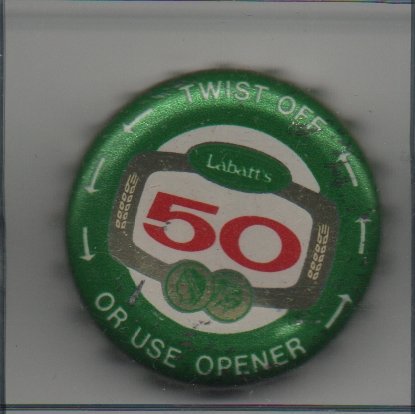 TWIST OFF
Labatt's
50
OR USE OPENER